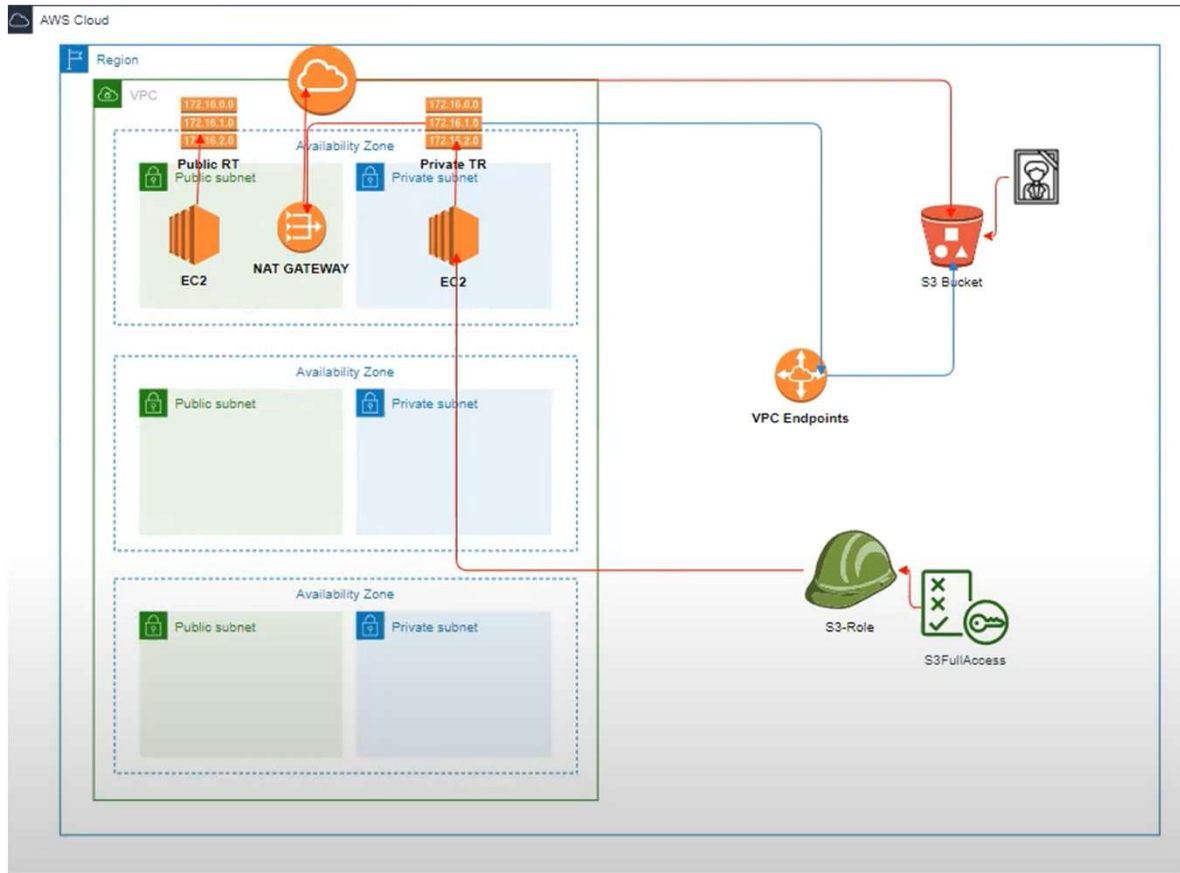 AWS Cloud
Region
VPC
172.16.0.0
172.16.1.0
172.16.2.0
Public RT
172.16.0.0
172.16.1.0
172.16.2.0
Private TR
Availability Zone
Public subnet
Private subnet
EC2
NAT GATEWAY
EC2
S3 Bucket
Availability Zone
Public subnet
Private subnet
VPC Endpoints
Availability Zone
Public subnet
Private subnet
S3-Role
S3FullAccess